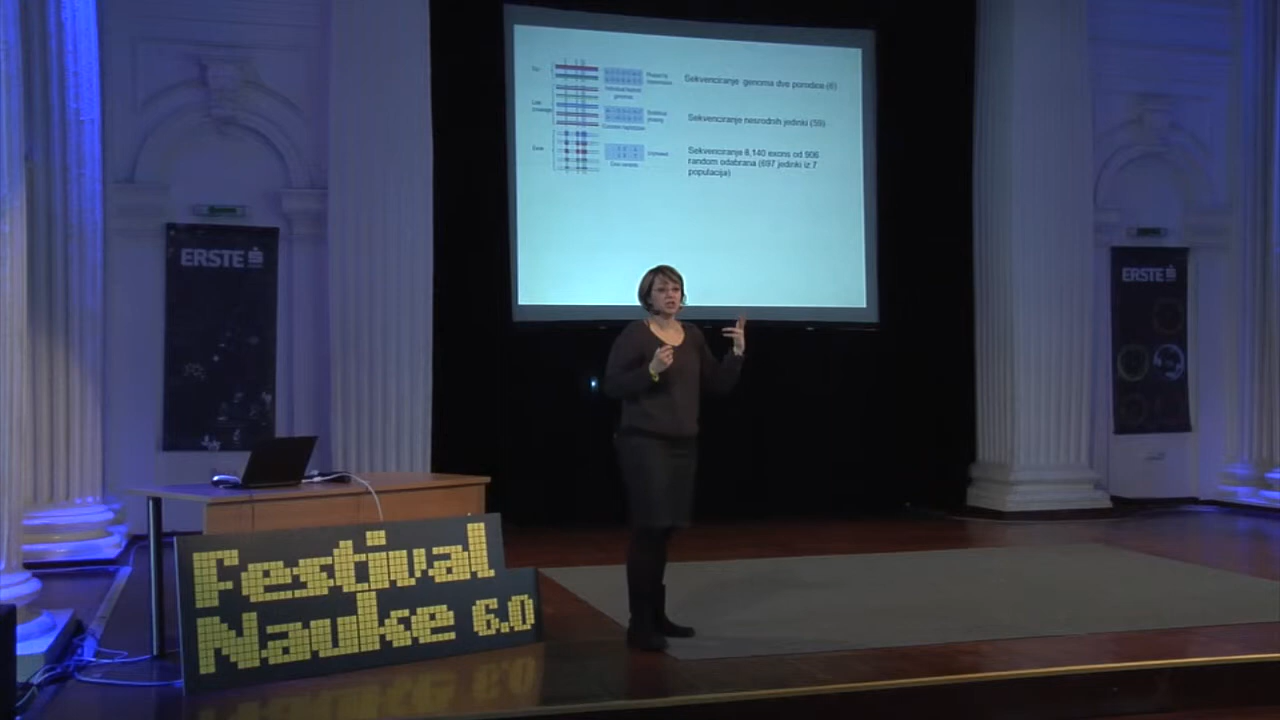 Sekvenciranje genoma dve porodice (6)
Sekvenciranje nesrodnih jedinki (59)
Sekvenciranje 8,140 exons od 906
random odabrana (697 jedinki iz 7
populacija)
ERSTE
ERSTE
Festival
Nauke 6.0